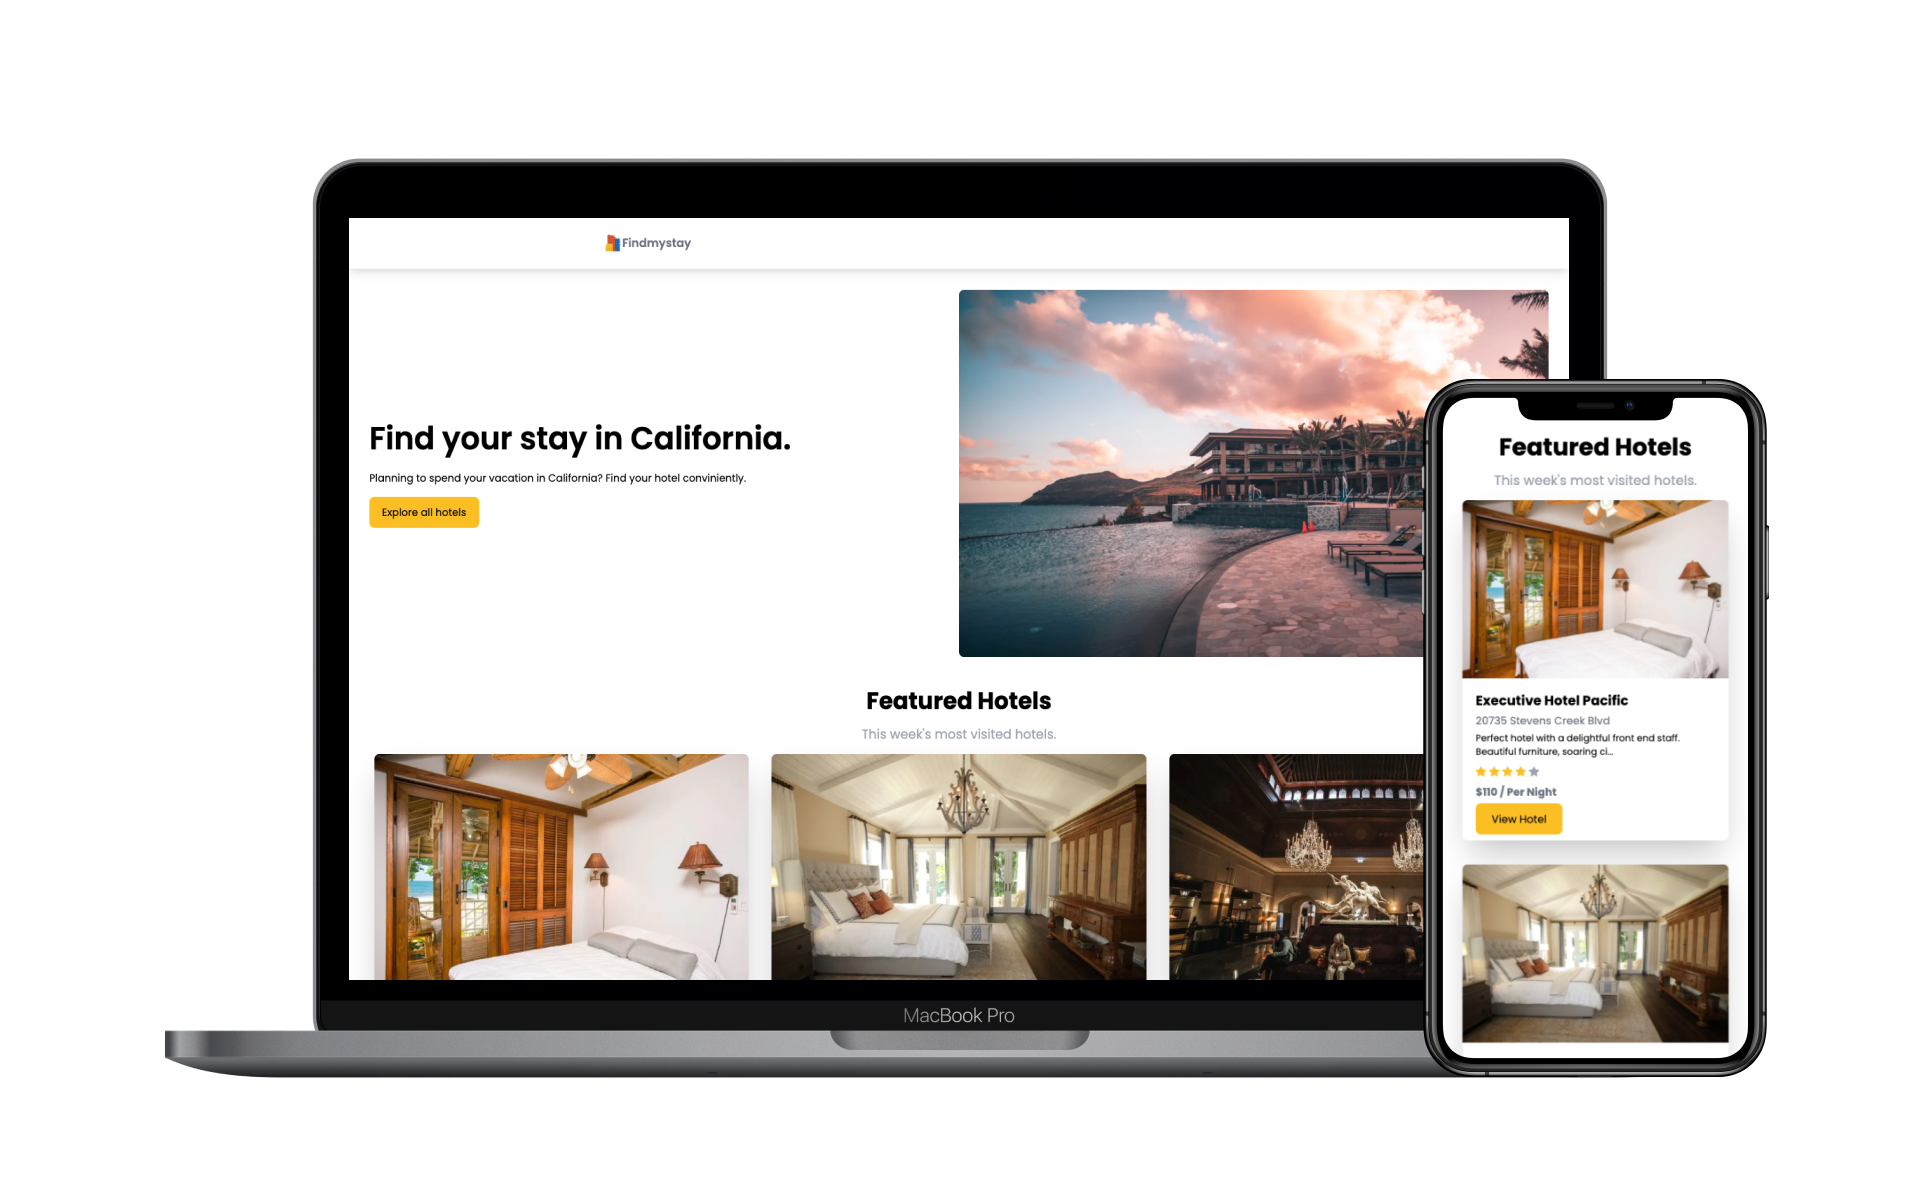 Findmystay
Find your stay in California.
Planning to spend your vacation in California? Find your hotel conviniently.
Explore all hotels
Featured Hotels
This week's most visited hotels.
MacBook Pro
Featured Hotels
This week's most visited hotels.
Executive Hotel Pacific
20735 Stevens Creek Blvd
Perfect hotel with a delightful front end staff.
Beautiful furniture, soaring ci...
$110 / Per Night
View Hotel